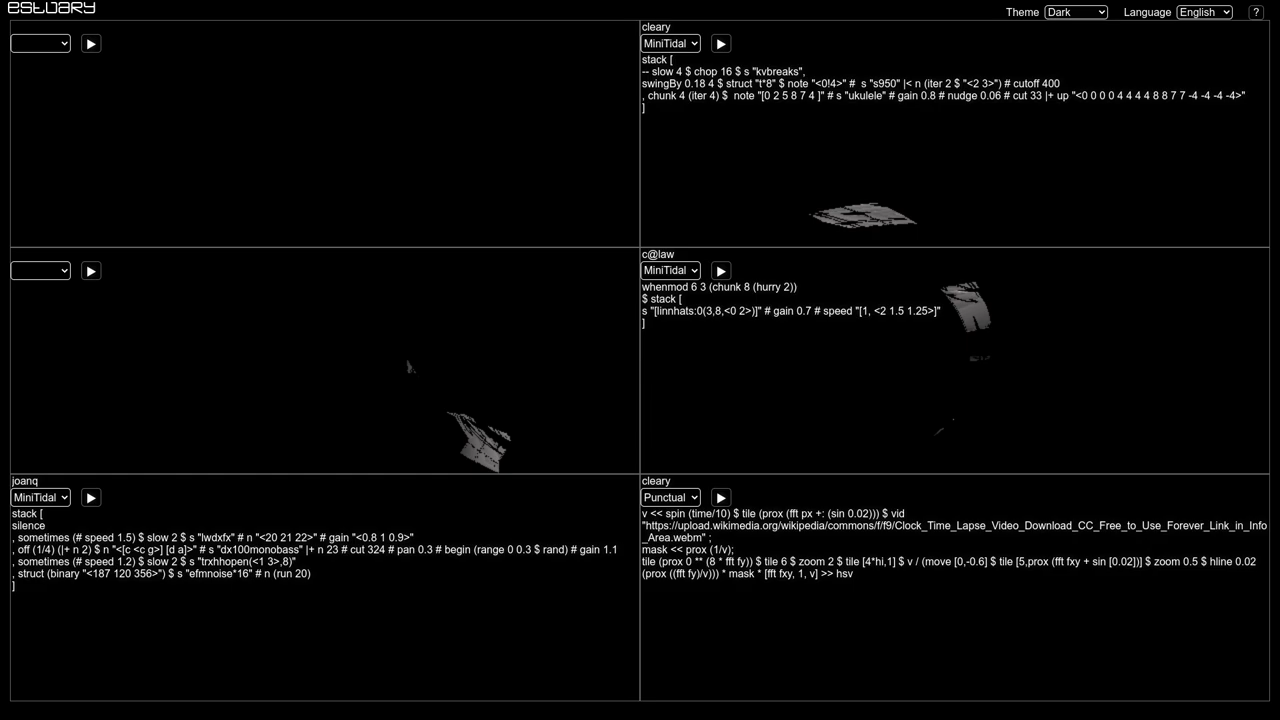 estuary
Theme Dark Language English ?
cleary
MiniTidal
stack [
-- slow 4 $ chop 16 $ s "kvbreaks",
swingBy 0.18 4 $ struct "t*8" $ note "<0!4>" # s "s950" |< n (iter 2 $ "<2 3>") # cutoff 400
, chunk 4 (iter 4) $ note "[0 2 5 8 7 4 ]" # s "ukulele" # gain 0.8 # nudge 0.06 # cut 33 |+ up "<0 0 0 0 4 4 4 4 8 8 7 7 -4 -4 -4 -4>"
]
c@law
MiniTidal
whenmod 6 3 (chunk 8 (hurry 2))
$ stack [
s "[linnhats:0(3,8,<0 2>)]" # gain 0.7 # speed "[1, <2 1.5 1.25>]"
]
joanq
MiniTidal
stack [
silence
, sometimes (# speed 1.5) $ slow 2 $ s "lwdxfx" # n "<20 21 22>" # gain "<0.8 1 0.9>"
, off (1/4) (|+ n 2) $ n "<[c <c g>] [d a]>" # s "dx100monobass" |+ n 23 # cut 324 # pan 0.3 # begin (range 0 0.3 $ rand) # gain 1.1
, sometimes (# speed 1.2) $ slow 2 $ s "trxhhopen(<1 3>,8)"
, struct (binary "<187 120 356>") $ s "efmnoise*16" # n (run 20)
]
cleary
Punctual
v << spin (time/10) $ tile (prox (fft px +: (sin 0.02))) $ vid
"https://upload.wikimedia.org/wikipedia/commons/f/f9/Clock_Time_Lapse_Video_Download_CC_Free_to_Use_Forever_Link_in_Info
_Area.webm" ;
mask << prox (1/v);
tile (prox 0 ** (8 * fft fy)) $ tile 6 $ zoom 2 $ tile [4*hi,1] $ v / (move [0,-0.6] $ tile [5,prox (fft fxy + sin [0.02])] $ zoom 0.5 $ hline 0.02
(prox ((fft fy)/v))) * mask * [fft fxy, 1, v] >> hsv